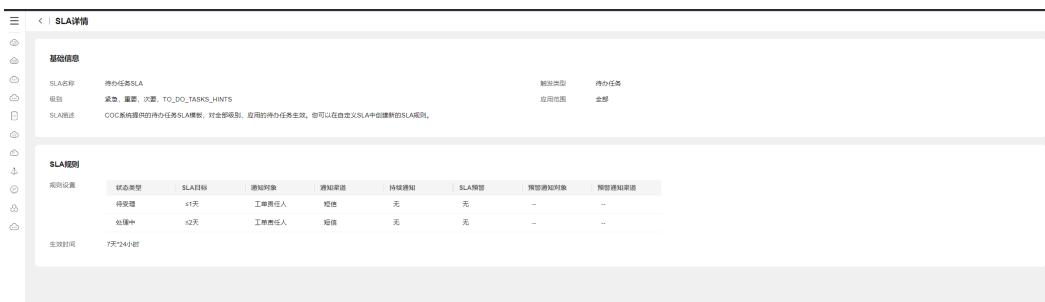 SLA详情
基础信息
SLA名称 待办任务SLA 触发类型 待办任务
级别 紧急、重要、次要、TO_DO_TASKS_HINTS 应用范围 全部
SLA描述 COC系统提供的待办任务SLA模板，对全部级别、应用的待办任务生效。您可以在自定义SLA中创建新的SLA规则。
SLA规则
规则设置 状态类型 SLA目标 通知对象 通知渠道 持续通知 SLA预警 预警通知对象 预警通知渠道
待受理 ≤1天 工单责任人 短信 无 无 -- --
处理中 ≤2天 工单责任人 短信 无 无 -- --
生效时间 7天*24小时